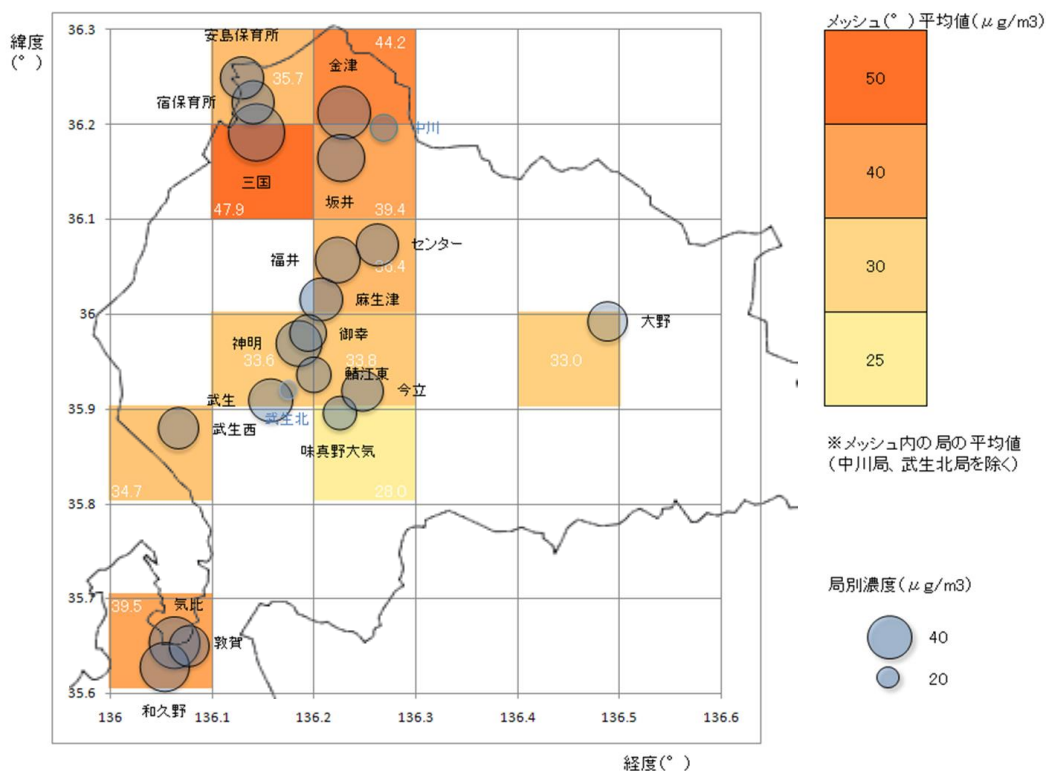 緯度
(°)
36.3
36.2
36.1
36
35.9
35.8
35.7
35.6
136
136.1
136.2
136.3
136.4
136.5
136.6
経度(°)
安島保育所
35.7
44.2
金津
宿保育所
中川
三国
47.9
坂井
39.4
センター
福井
36.4
麻生津
大野
御幸
神明
33.6
33.8
33.0
鯖江東
今立
武生
武生北
武生西
味真野大気
34.7
28.0
39.5
気比
敦賀
和久野
メッシュ(°)平均値(μg/m3)
50
40
30
25
※メッシュ内の局の平均値
(中川局、武生北局を除く)
局別濃度(μg/m3)
40
20